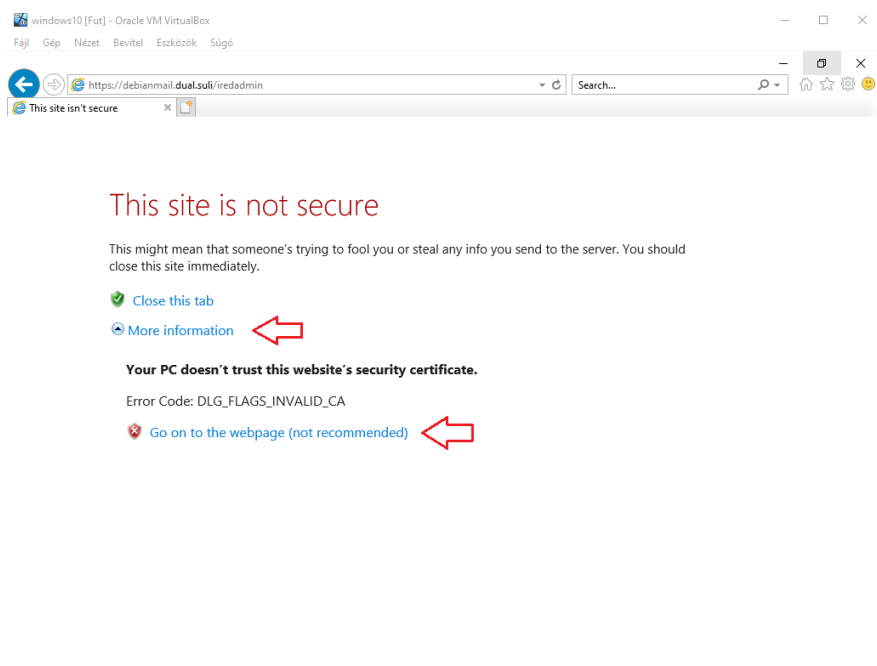 windows10 [Fut] - Oracle VM VirtualBox
Fájl Gép Nézet Bevitel Eszközök Súgó
https://debianmail.dual.suli/iredadmin
Search...
This site isn't secure
This site is not secure
This might mean that someone's trying to fool you or steal any info you send to the server. You should
close this site immediately.
Close this tab
More information
Your PC doesn't trust this website's security certificate.
Error Code: DLG_FLAGS_INVALID_CA
Go on to the webpage (not recommended)